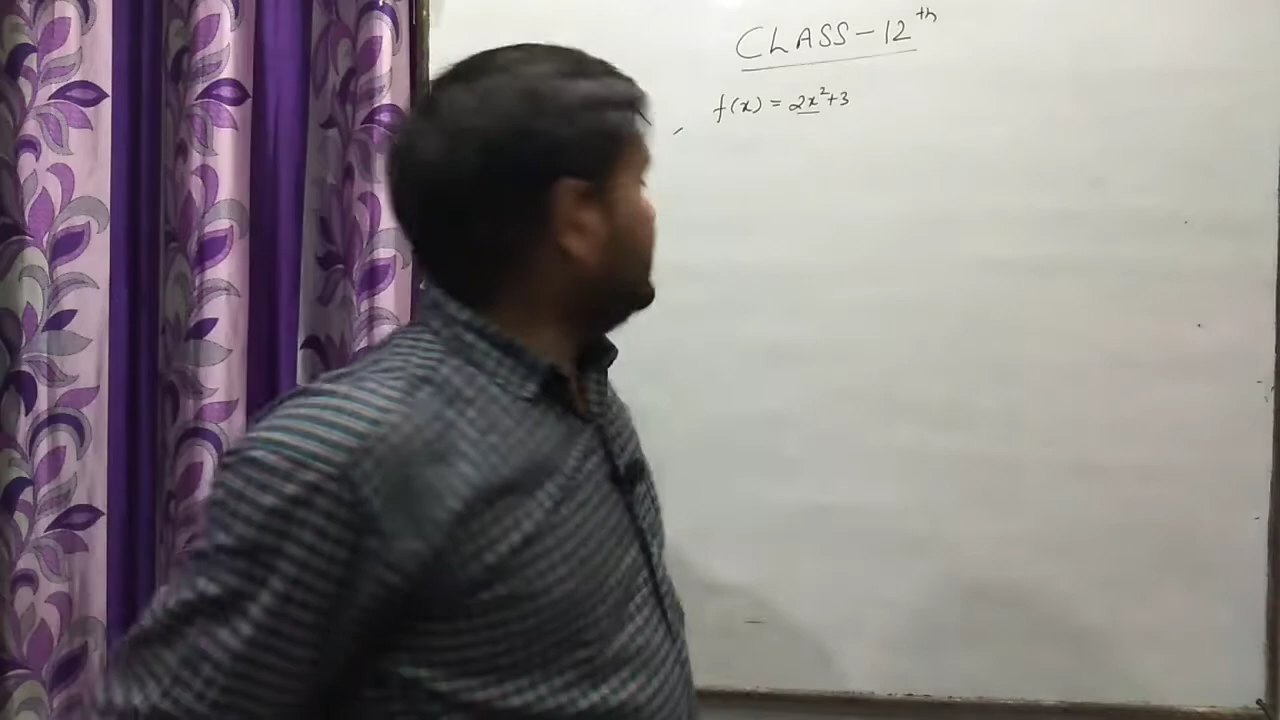 CLASS-12th
f(x) = 2x²+3